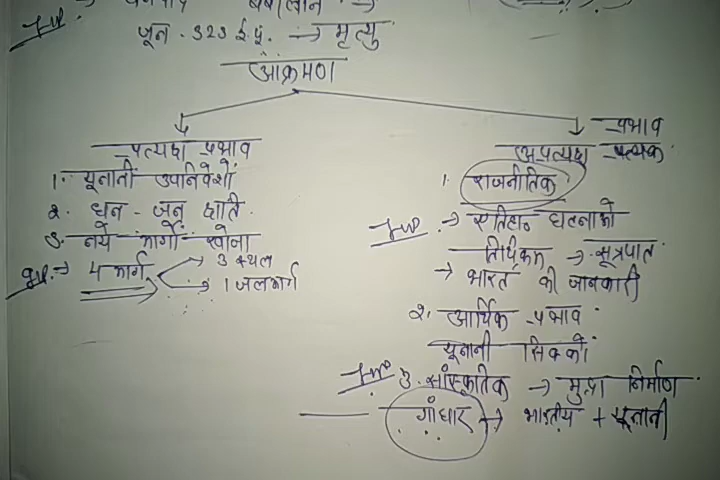 Imp. जून. 323 ई.पू. → मृत्यु
आक्रमण
प्रत्यक्ष प्रभाव
1. यूनानी उपनिवेशों
2. धन - जन क्षति.
3. नये मार्गो खोना
Imp. → 4 मार्ग → 3 स्थल
→ 1 जलमार्ग
प्रभाव
अप्रत्यक्ष
1. राजनीतिक
Imp → एतिहा. घटनाओ
तिथिक्रम → सूत्रपात
→ भारत की जानकारी
2. आर्थिक प्रभाव
यूनानी सिक्को
Imp 3. सांस्कृतिक → मुद्रा निर्माण
गांधार → भारतीय + यूनानी